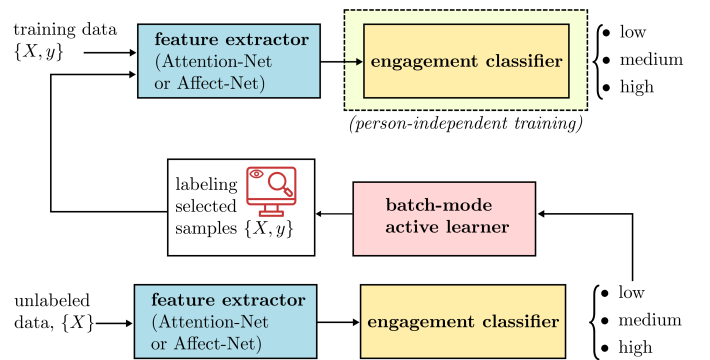 training data
{X, y}
feature extractor
(Attention-Net
or Affect-Net)
engagement classifier
• low
• medium
• high
(person-independent training)
labeling
selected
samples {X, y}
batch-mode
active learner
unlabeled
data, {X}
feature extractor
(Attention-Net
or Affect-Net)
engagement classifier
• low
• medium
• high